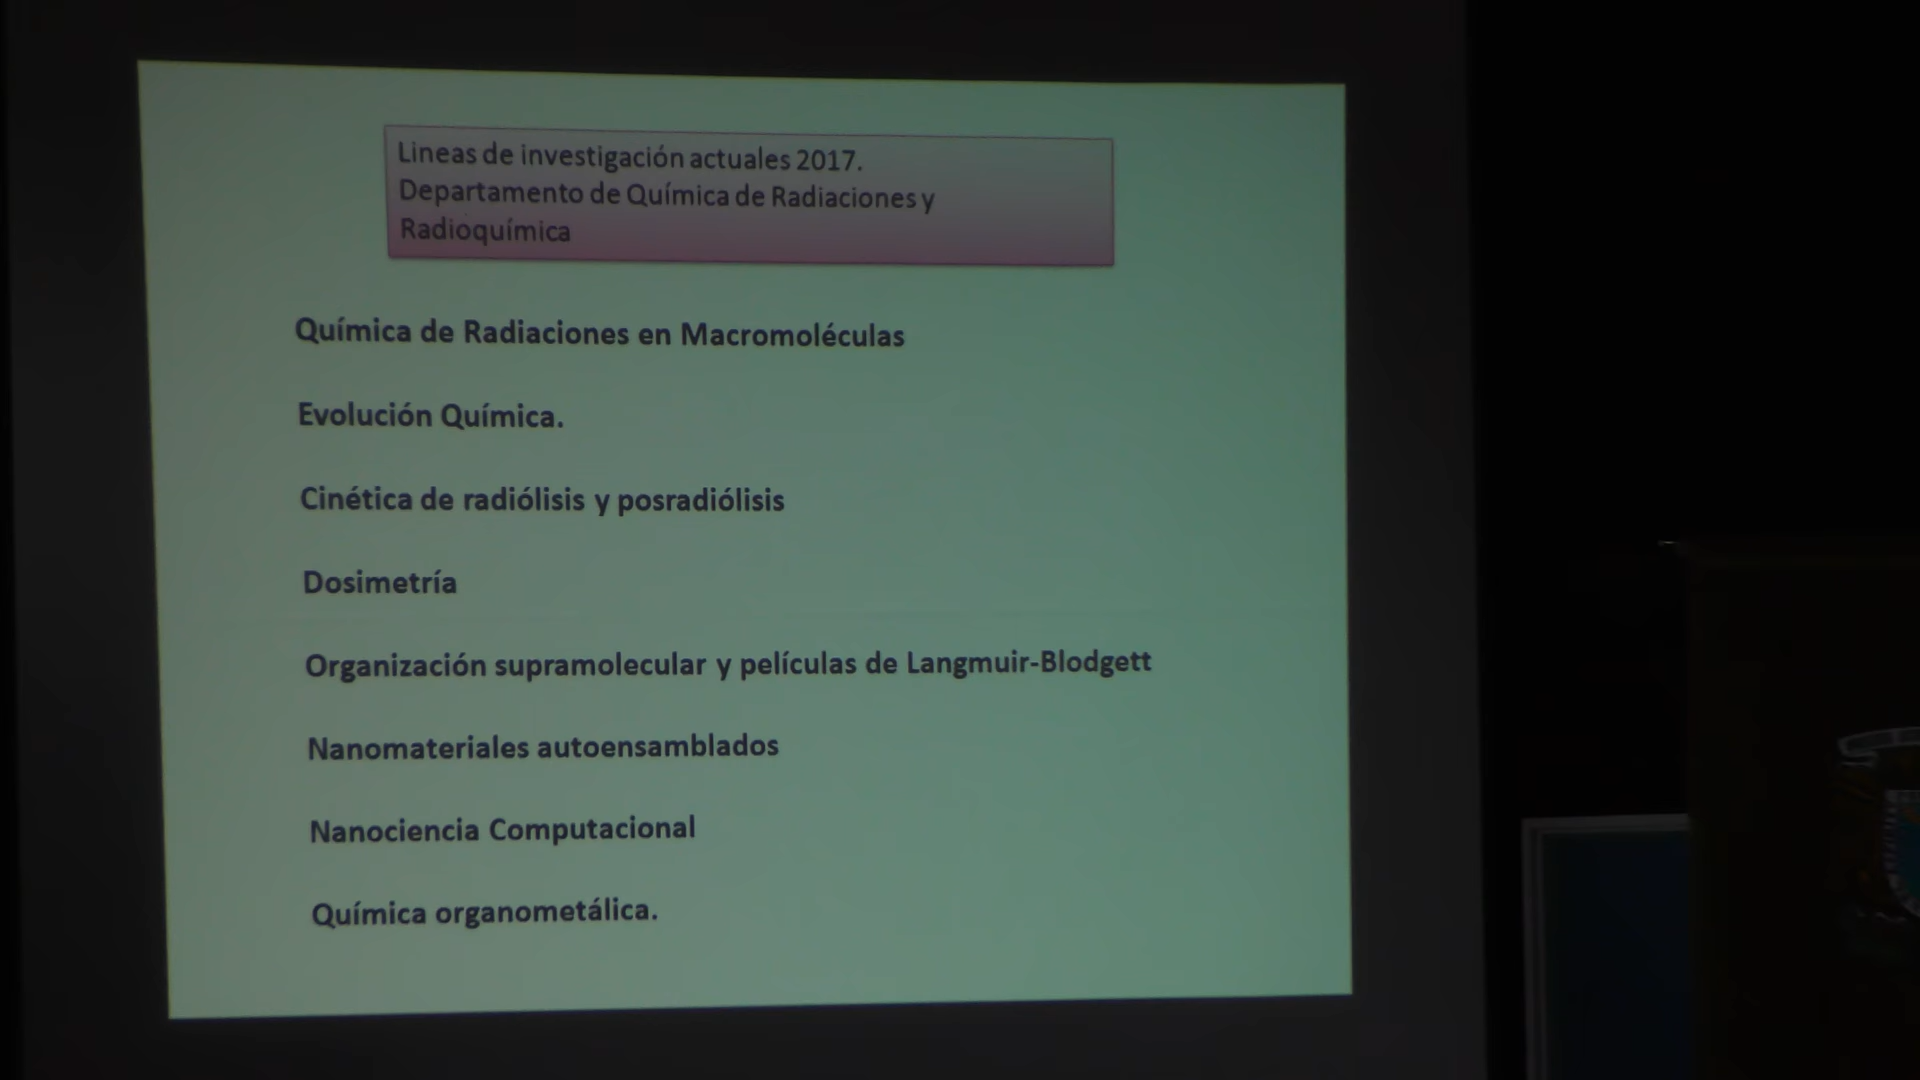 Lineas de investigación actuales 2017.
Departamento de Química de Radiaciones y
Radioquímica
Química de Radiaciones en Macromoléculas
Evolución Química.
Cinética de radiólisis y posradiólisis
Dosimetría
Organización supramolecular y películas de Langmuir-Blodgett
Nanomateriales autoensamblados
Nanociencia Computacional
Química organometálica.